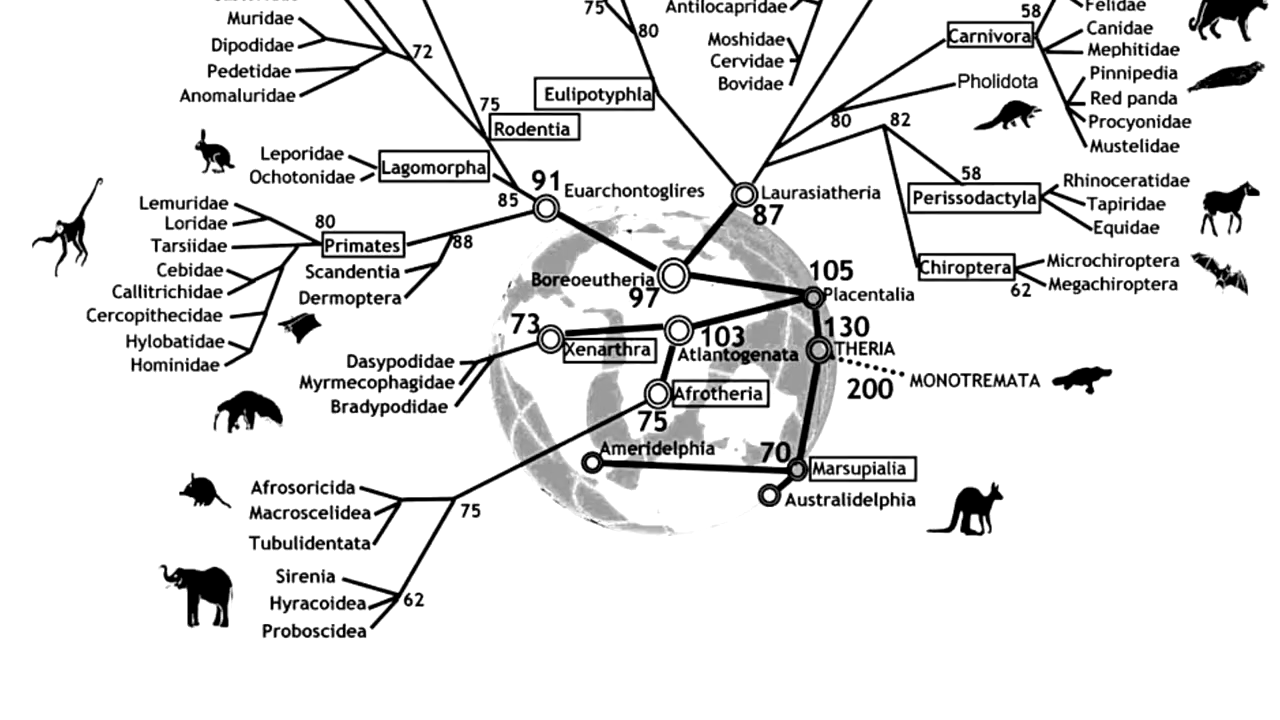 Muridae
Dipodidae
Pedetidae
Anomaluridae
72
75
Rodentia
75
80
Eulipotyphla
Antilocapridae
Moshidae
Cervidae
Bovidae
58
Felidae
Canidae
Mephitidae
Carnivora
Pinnipedia
Red panda
Procyonidae
Mustelidae
Pholidota
80
82
58
Perissodactyla
Rhinoceratidae
Tapiridae
Equidae
Chiroptera
Microchiroptera
Megachiroptera
62
Leporidae
Ochotonidae
Lagomorpha
85
91
Euarchontoglires
Laurasiatheria
87
Lemuridae
Loridae
Tarsiidae
Cebidae
Callitrichidae
Cercopithecidae
Hylobatidae
Hominidae
80
Primates
88
Scandentia
Dermoptera
Boreoeutheria
97
105
Placentalia
130
THERIA
200
MONOTREMATA
73
Xenarthra
103
Atlantogenata
Dasypodidae
Myrmecophagidae
Bradypodidae
Afrotheria
75
Ameridelphia
70
Marsupialia
Australidelphia
Afrosoricida
Macroscelidea
Tubulidentata
75
Sirenia
Hyracoidea
Proboscidea
62